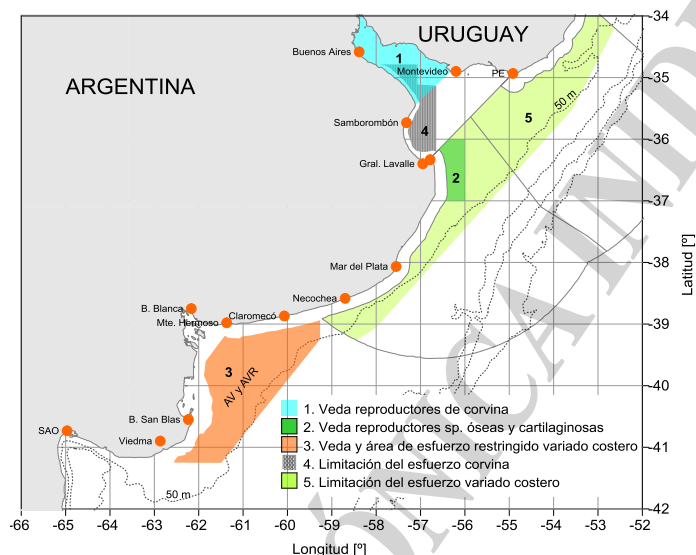 URUGUAY
ARGENTINA
Buenos Aires
1
Montevideo
PE
50 m
5
Samborombón
4
Gral. Lavalle
2
Mar del Plata
Necochea
B. Blanca
Claromecó
Mte. Hermoso
3
AV y AVR
B. San Blas
SAO
Viedma
50 m
1. Veda reproductores de corvina
2. Veda reproductores sp. óseas y cartilaginosas
3. Veda y área de esfuerzo restringido variado costero
4. Limitación del esfuerzo corvina
5. Limitación del esfuerzo variado costero
-34
-35
-36
-37
-38
-39
-40
-41
-42
Latitud [º]
-66 -65 -64 -63 -62 -61 -60 -59 -58 -57 -56 -55 -54 -53 -52
Longitud [º]
ÓNICA INID